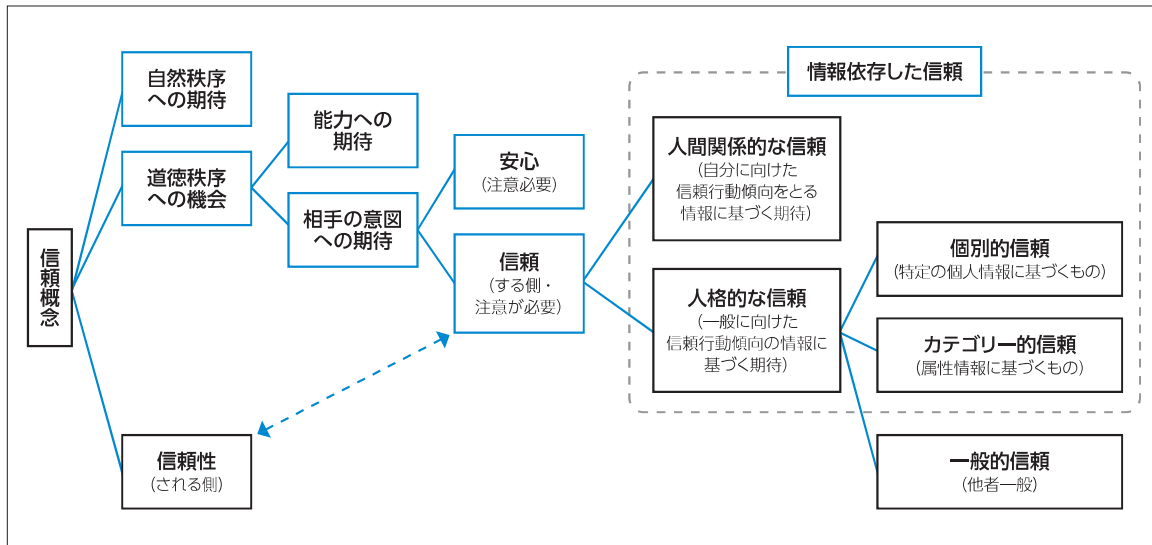 信頼概念
自然秩序
への期待
道徳秩序
への機会
信頼性
(される側)
能力への
期待
相手の意図
への期待
安心
(注意必要)
信頼
(する側・
注意が必要)
情報依存した信頼
人間関係的な信頼
(自分に向けた
信頼行動傾向をとる
情報に基づく期待)
人格的な信頼
(一般に向けた
信頼行動傾向の情報に
基づく期待)
個別的信頼
(特定の個人情報に基づくもの)
カテゴリー的信頼
(属性情報に基づくもの)
一般的信頼
(他者一般)